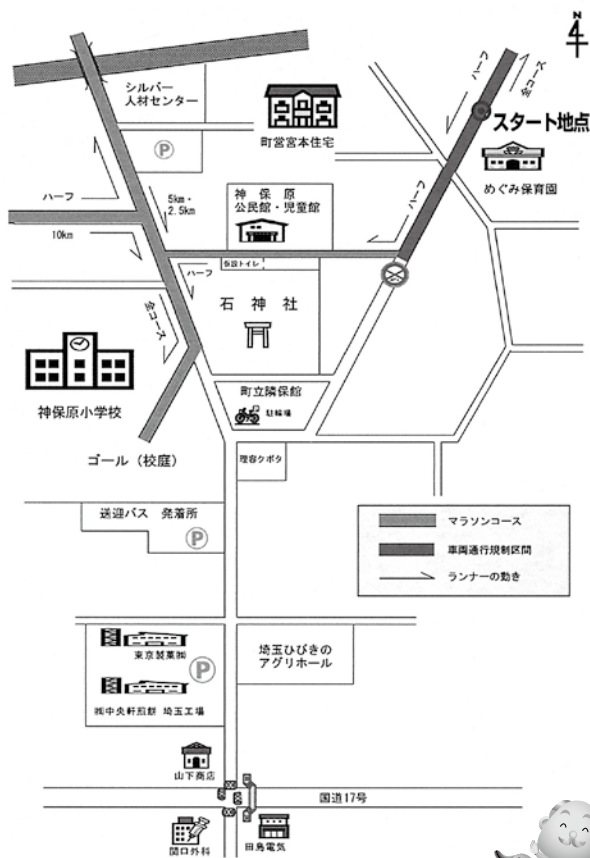 N
シルバー
人材センター
P
町営宮本住宅
ハーフ
全コース
スタート地点
めぐみ保育園
ハーフ
5km・
2.5km
神保原
公民館・児童館
ハーフ
10km
仮設トイレ
ハーフ
石神社
全コース
神保原小学校
町立隣保館
駐輪場
ゴール（校庭）
理容クボタ
送迎バス 発着所
P
マラソンコース
車両通行規制区間
ランナーの動き
東京製菓㈱
P
㈱中央軒煎餅 埼玉工場
埼玉ひびきの
アグリホール
山下商店
国道17号
関口外科
田島電気